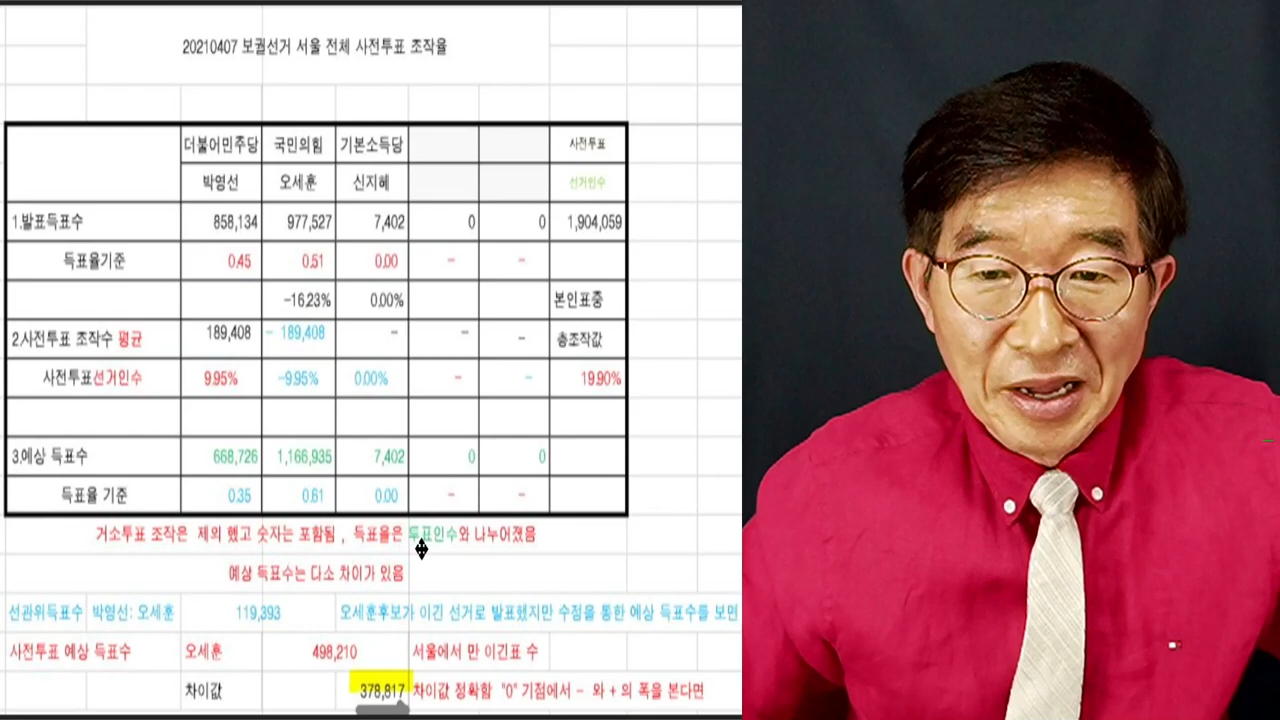 20210407 보궐선거 서울 전체 사전투표 조작율
더불어민주당 국민의힘 기본소득당 사전투표
박영선 오세훈 신지혜 선거인수
1.발표득표수 858,134 977,527 7,402 0 0 1,904,059
득표율기준 0.45 0.51 0.00 - -
-16.23% 0.00% 본인표중
2.사전투표 조작수 평균 189,408 - 189,408 - - - 총조작값
사전투표선거인수 9.95% -9.95% 0.00% - - 19.90%
3.예상 득표수 668,726 1,166,935 7,402 0 0
득표율 기준 0.35 0.61 0.00 - -
거소투표 조작은 제의 했고 숫자는 포함됨 , 득표율은 투표인수와 나누어졌음
예상 득표수는 다소 차이가 있음
선관위득표수 박영선: 오세훈 119,393 오세훈후보가 이긴 선거로 발표했지만 수점을 통한 예상 득표수를 보면
사전투표 예상 득표수 오세훈 498,210 서울에서 만 이긴표 수
차이값 378,817 차이값 정확함 "0" 기점에서 - 와 + 의 폭을 본다면